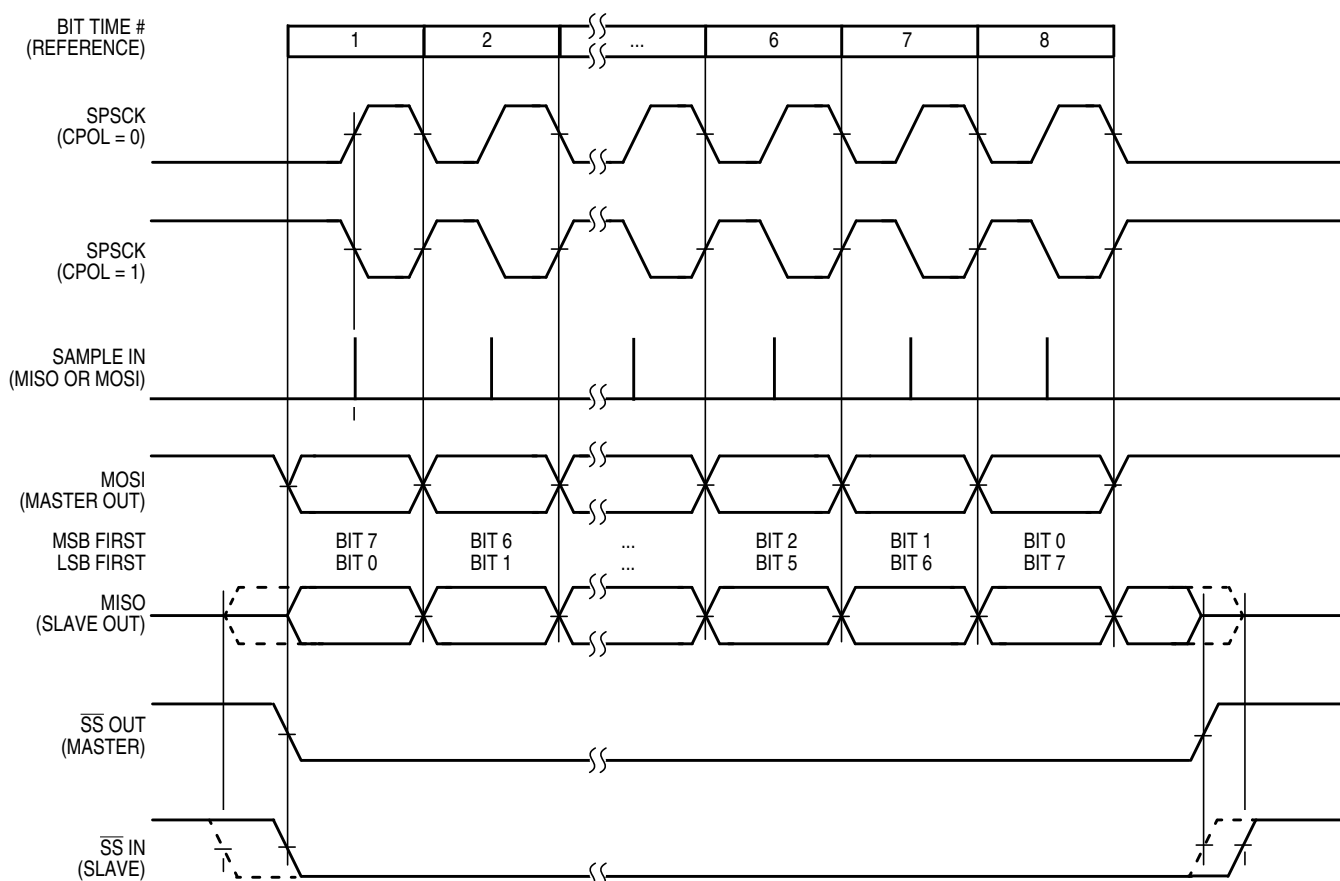 BIT TIME #
(REFERENCE)
1 2 ... 6 7 8
SPSCK
(CPOL = 0)
SPSCK
(CPOL = 1)
SAMPLE IN
(MISO OR MOSI)
MOSI
(MASTER OUT)
MSB FIRST BIT 7 BIT 6 ... BIT 2 BIT 1 BIT 0
LSB FIRST BIT 0 BIT 1 ... BIT 5 BIT 6 BIT 7
MISO
(SLAVE OUT)
S̅S̅ OUT
(MASTER)
S̅S̅ IN
(SLAVE)